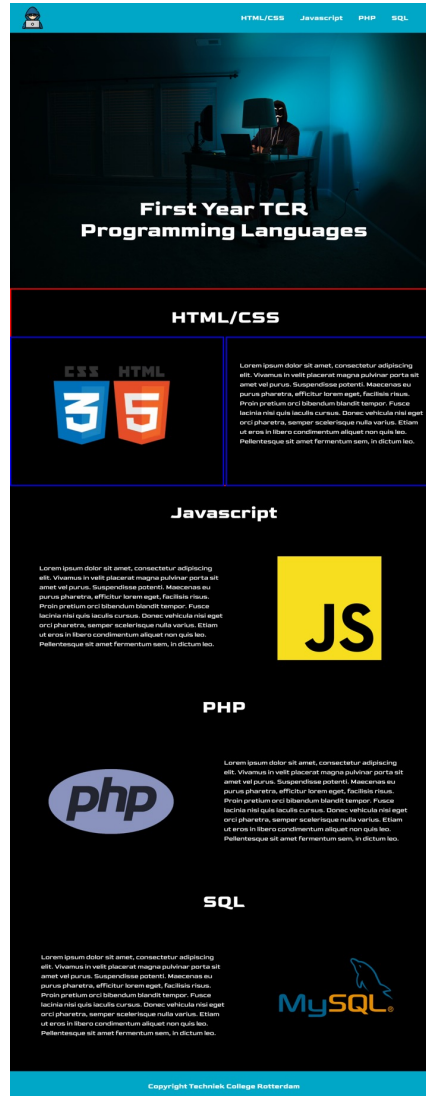 HTML/CSS Javascript PHP SQL
First Year TCR
Programming Languages
HTML/CSS
CSS HTML
3 5
Lorem ipsum dolor sit amet, consectetur adipiscing
elit. Vivamus in velit placerat magna pulvinar porta sit
amet vel purus. Suspendisse potenti. Maecenas eu
purus pharetra, efficitur lorem eget, facilisis risus.
Proin pretium orci bibendum blandit tempor. Fusce
lacinia nisi quis iaculis cursus. Donec vehicula nisi eget
orci pharetra, semper scelerisque nulla varius. Etiam
ut eros in libero condimentum aliquet non quis leo.
Pellentesque sit amet fermentum sem, in dictum leo.
Javascript
Lorem ipsum dolor sit amet, consectetur adipiscing
elit. Vivamus in velit placerat magna pulvinar porta sit
amet vel purus. Suspendisse potenti. Maecenas eu
purus pharetra, efficitur lorem eget, facilisis risus.
Proin pretium orci bibendum blandit tempor. Fusce
lacinia nisi quis iaculis cursus. Donec vehicula nisi eget
orci pharetra, semper scelerisque nulla varius. Etiam
ut eros in libero condimentum aliquet non quis leo.
Pellentesque sit amet fermentum sem, in dictum leo.
JS
PHP
php
Lorem ipsum dolor sit amet, consectetur adipiscing
elit. Vivamus in velit placerat magna pulvinar porta sit
amet vel purus. Suspendisse potenti. Maecenas eu
purus pharetra, efficitur lorem eget, facilisis risus.
Proin pretium orci bibendum blandit tempor. Fusce
lacinia nisi quis iaculis cursus. Donec vehicula nisi eget
orci pharetra, semper scelerisque nulla varius. Etiam
ut eros in libero condimentum aliquet non quis leo.
Pellentesque sit amet fermentum sem, in dictum leo.
SQL
Lorem ipsum dolor sit amet, consectetur adipiscing
elit. Vivamus in velit placerat magna pulvinar porta sit
amet vel purus. Suspendisse potenti. Maecenas eu
purus pharetra, efficitur lorem eget, facilisis risus.
Proin pretium orci bibendum blandit tempor. Fusce
lacinia nisi quis iaculis cursus. Donec vehicula nisi eget
orci pharetra, semper scelerisque nulla varius. Etiam
ut eros in libero condimentum aliquet non quis leo.
Pellentesque sit amet fermentum sem, in dictum leo.
MySQL®
Copyright Techniek College Rotterdam